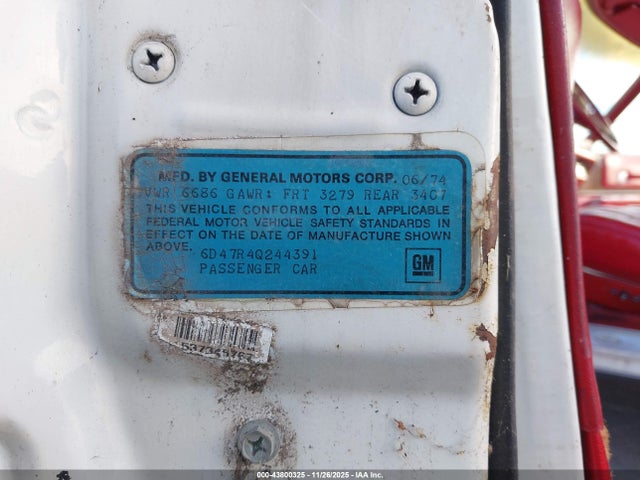 MFD. BY GENERAL MOTORS CORP. 06/74
VWR 6686 GAWR: FRT 3279 REAR 3407
THIS VEHICLE CONFORMS TO ALL APPLICABLE
FEDERAL MOTOR VEHICLE SAFETY STANDARDS IN
EFFECT ON THE DATE OF MANUFACTURE SHOWN
ABOVE.
6D47R4Q244391
PASSENGER CAR
GM
000-43800325 - 11/26/2025 - IAA Inc.